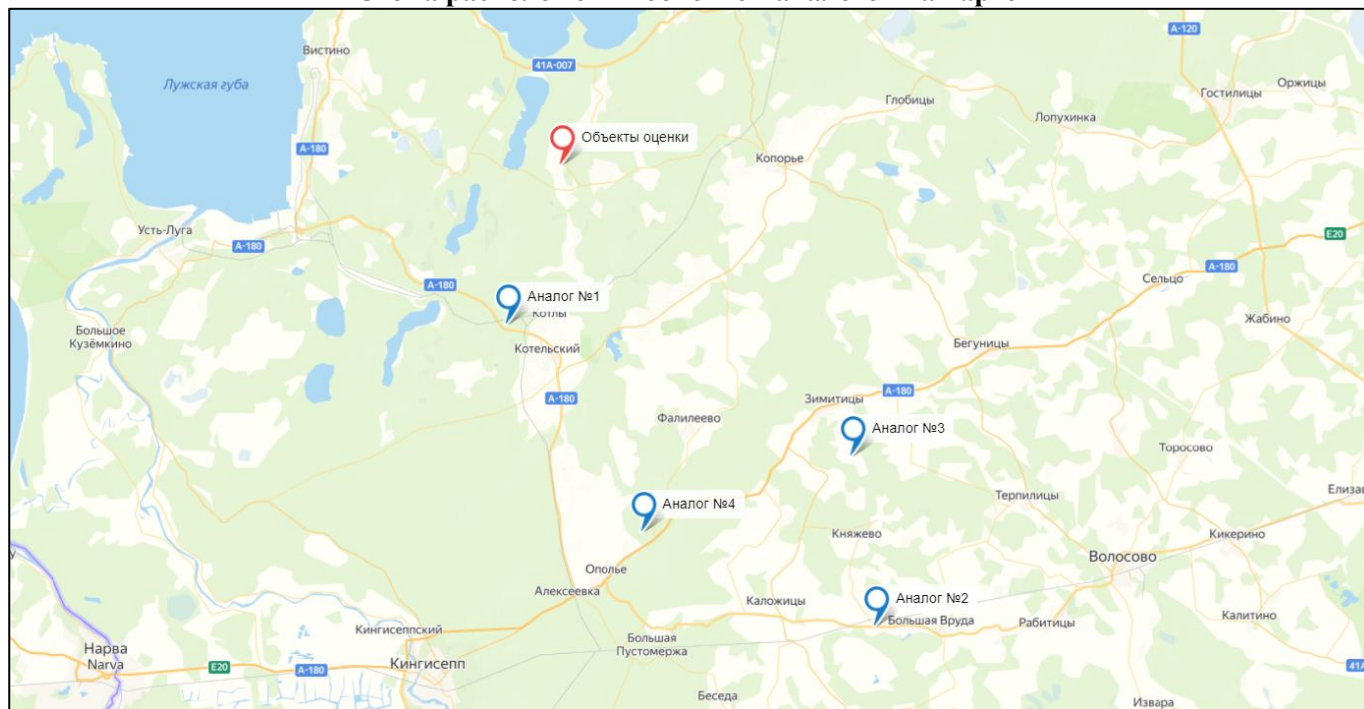 Вистино
41А-007
А-120
Оржицы
Лужская губа
Гостилицы
Глобицы
Лопухинка
А-180
Объекты оценки
Копорье
Усть-Луга
А-180
E20
А-180
Сельцо
А-180
Аналог №1
Котлы
Большое
Кузёмкино
Жабино
Котельский
Бегуницы
А-180
А-180
Зимитицы
Фалилеево
Аналог №3
Торосово
Терпилицы
Елизав
Аналог №4
Княжево
Кикерино
Волосово
Ополье
Алексеевка
Аналог №2
Каложицы
Большая Вруда
Рабитицы
Калитино
Кингисеппский
Большая
Пустомержа
Нарва
Narva
E20
А-180
Кингисепп
41А
Беседа
Извара